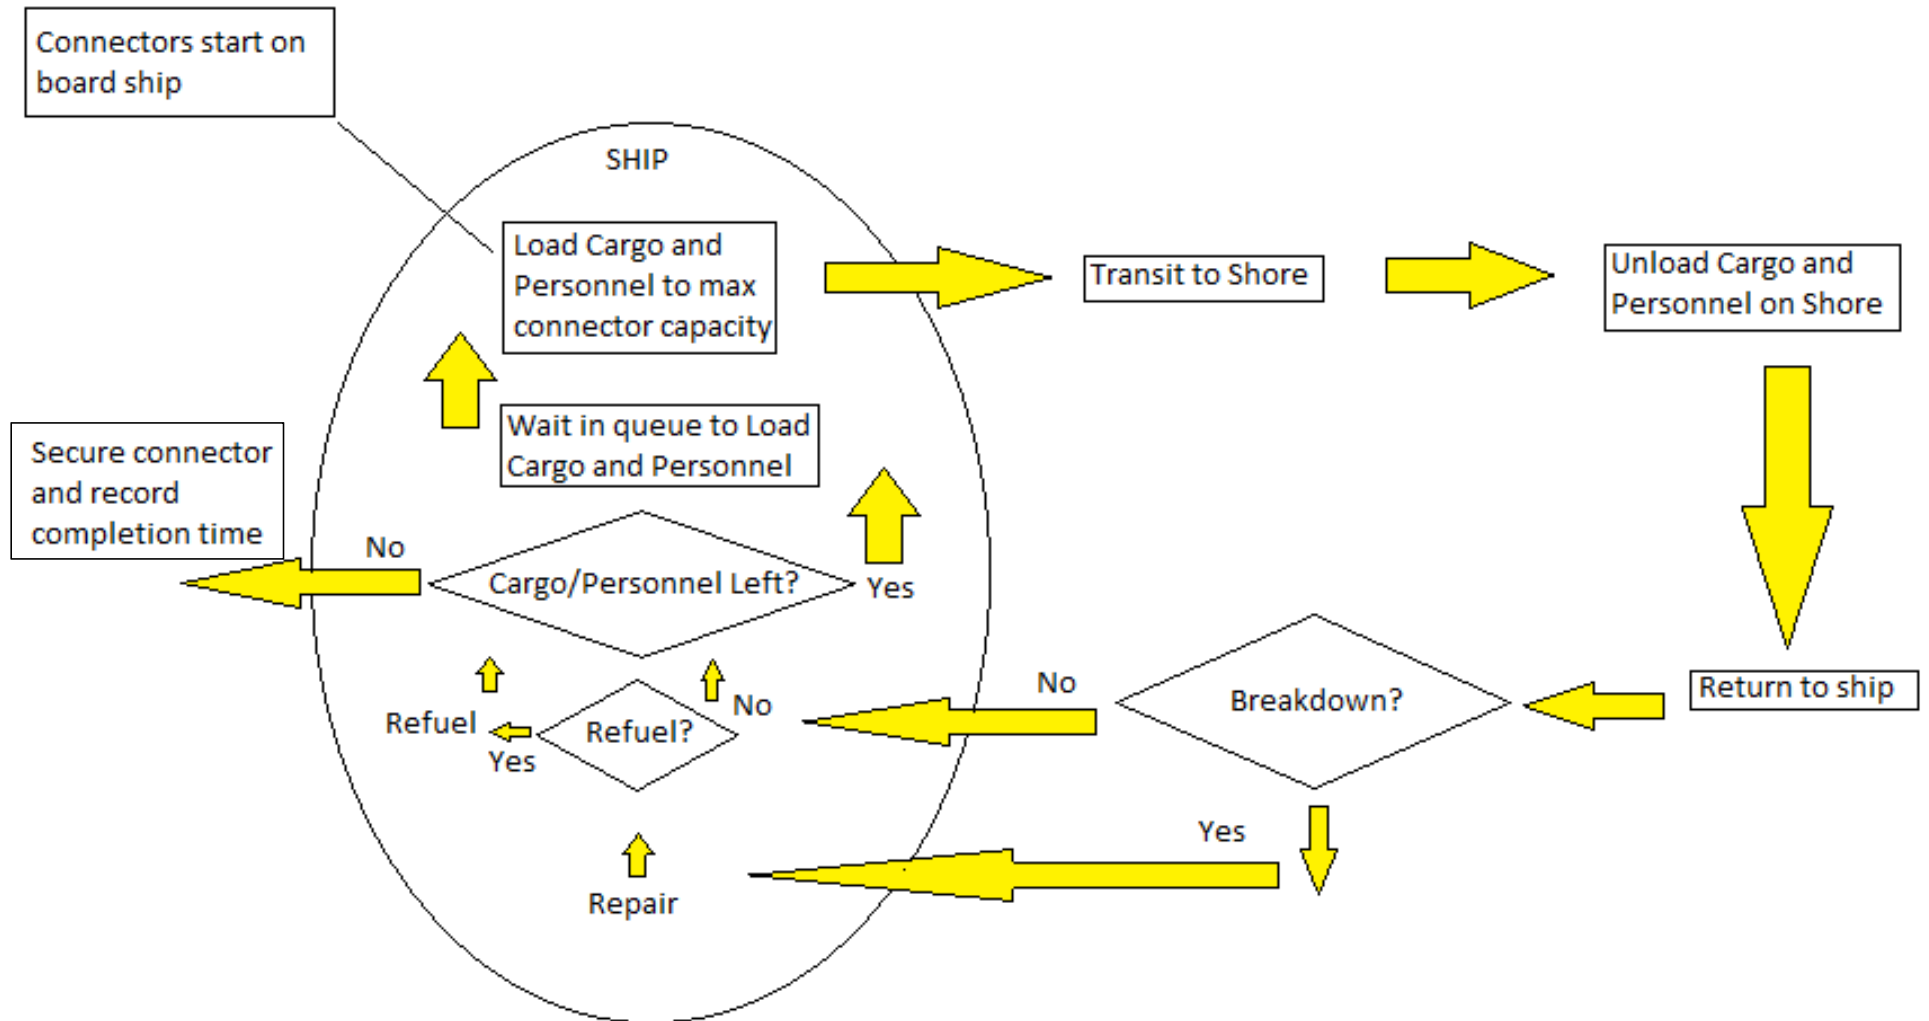 Connectors start on
board ship
SHIP
Load Cargo and
Personnel to max
connector capacity
Transit to Shore
Unload Cargo and
Personnel on Shore
Wait in queue to Load
Cargo and Personnel
Secure connector
and record
completion time
No
Cargo/Personnel Left?
Yes
Return to ship
Breakdown?
No
Refuel?
No
Refuel
Yes
Yes
Repair